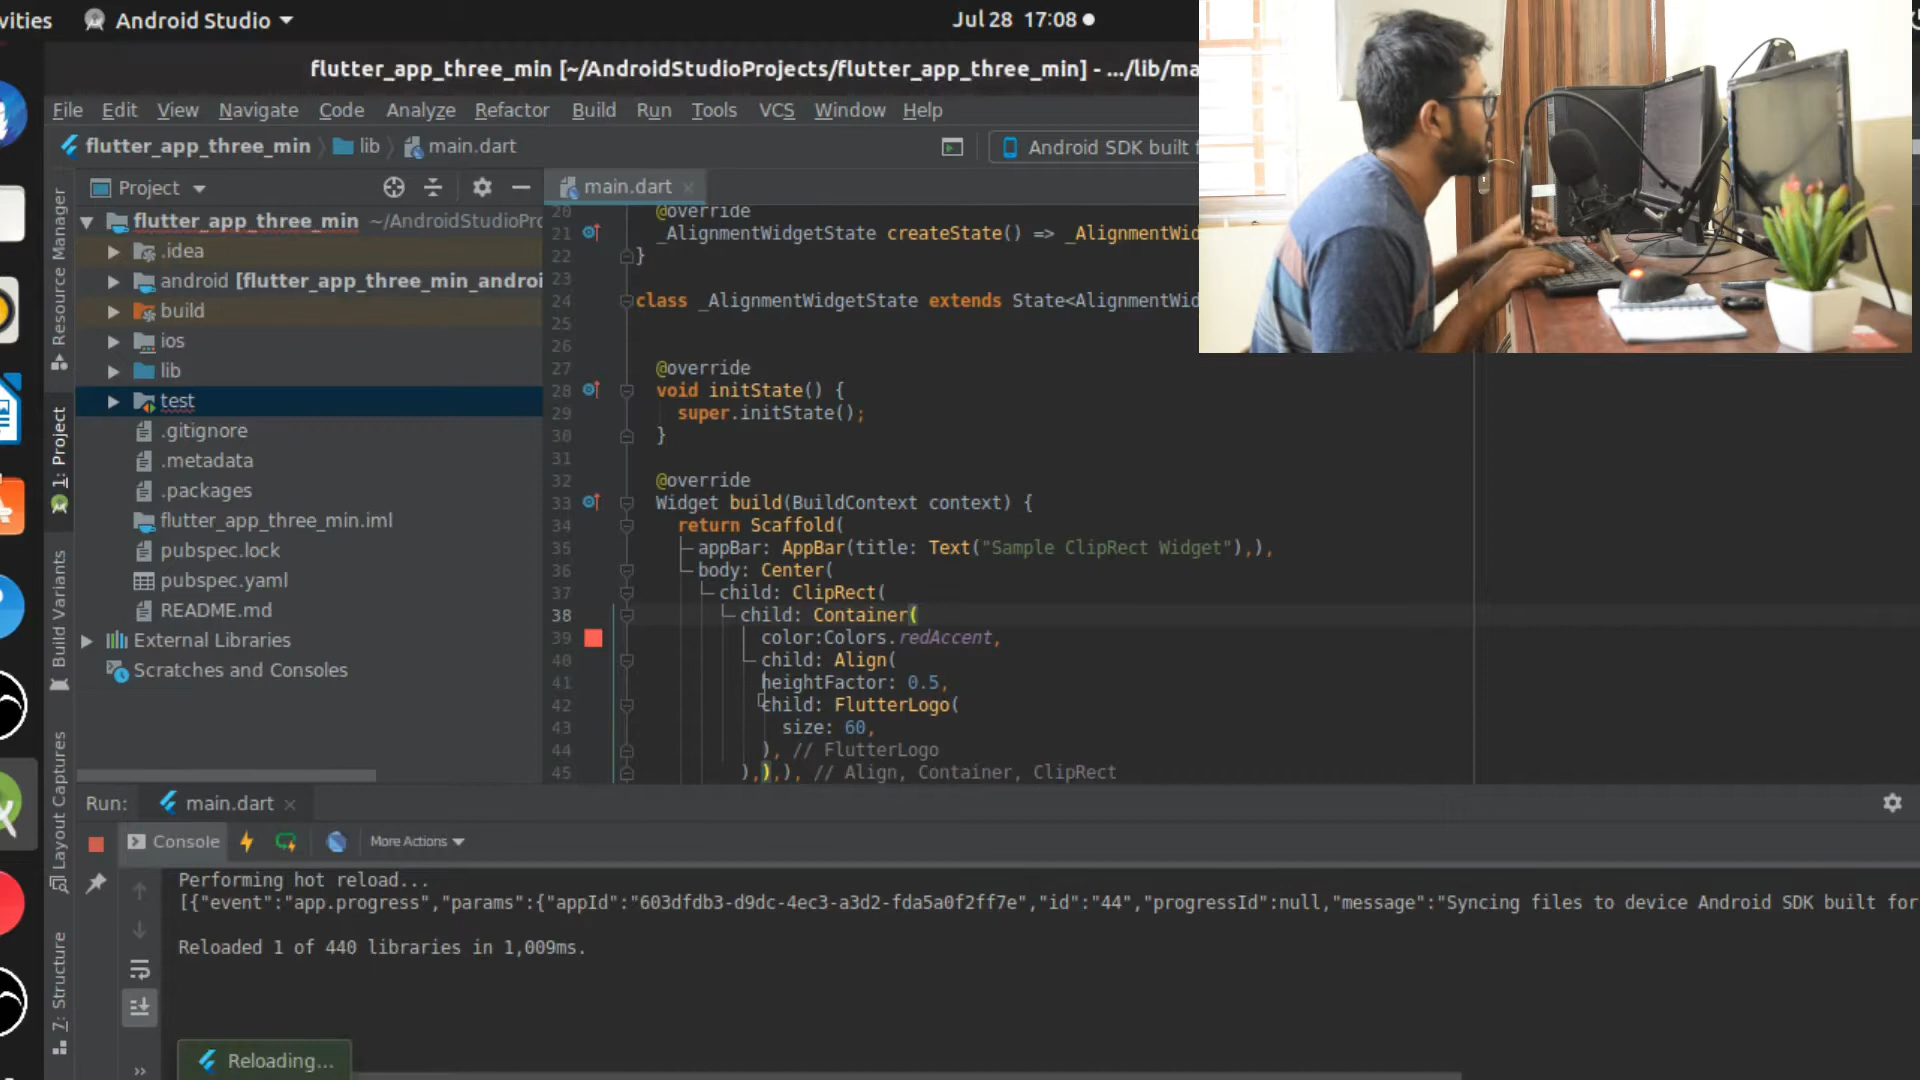 vities Android Studio Jul 28 17:08
flutter_app_three_min [~/AndroidStudioProjects/flutter_app_three_min] - .../lib/ma
File Edit View Navigate Code Analyze Refactor Build Run Tools VCS Window Help
flutter_app_three_min lib main.dart Android SDK built f
Project
main.dart
flutter_app_three_min ~/AndroidStudioPro
.idea
android [flutter_app_three_min_androi
build
ios
lib
test
.gitignore
.metadata
.packages
flutter_app_three_min.iml
pubspec.lock
pubspec.yaml
README.md
External Libraries
Scratches and Consoles
Resource Manager
1: Project
Build Variants
Layout Captures
7: Structure
20 @override
21 _AlignmentWidgetState createState() => _AlignmentWid
22 }
23
24 class _AlignmentWidgetState extends State<AlignmentWid
25
26
27 @override
28 void initState() {
29 super.initState();
30 }
31
32 @override
33 Widget build(BuildContext context) {
34 return Scaffold(
35 appBar: AppBar(title: Text("Sample ClipRect Widget"),),
36 body: Center(
37 child: ClipRect(
38 child: Container(
39 color:Colors.redAccent,
40 child: Align(
41 heightFactor: 0.5,
42 child: FlutterLogo(
43 size: 60,
44 ), // FlutterLogo
45 ),),), // Align, Container, ClipRect
Run: main.dart
Console More Actions
Performing hot reload...
[{"event":"app.progress","params":{"appId":"603dfdb3-d9dc-4ec3-a3d2-fda5a0f2ff7e","id":"44","progressId":null,"message":"Syncing files to device Android SDK built for
Reloaded 1 of 440 libraries in 1,009ms.
Reloading...